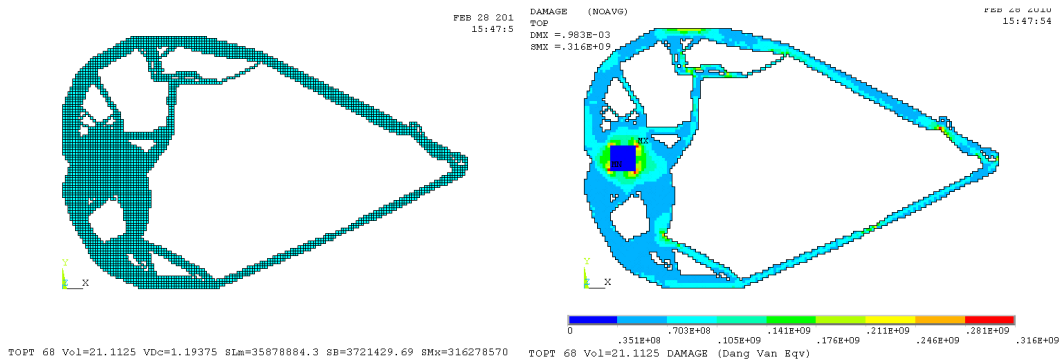 FEB 28 201
15:47:5
Y
Z X
TOPT 68 Vol=21.1125 VDc=1.19375 SLm=35878884.3 SB=3721429.69 SMx=316278570
DAMAGE (NOAVG)
TOP
DMX =.983E-03
SMX =.316E+09
FEB 28 2010
15:47:54
MX
Y
X
0 .703E+08 .141E+09 .211E+09 .281E+09
.351E+08 .105E+09 .176E+09 .246E+09 .316E+09
TOPT 68 Vol=21.1125 DAMAGE (Dang Van Eqv)